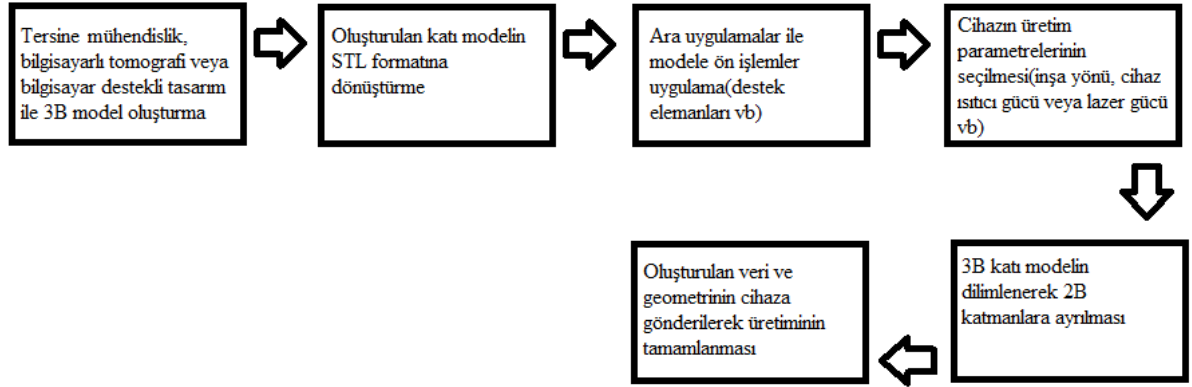 Tersine mühendislik,
bilgisayarlı tomografi veya
bilgisayar destekli tasarım
ile 3B model oluşturma
Oluşturulan katı modelin
STL formatına
dönüştürme
Ara uygulamalar ile
modele ön işlemler
uygulama(destek
elemanları vb)
Cihazın üretim
parametrelerinin
seçilmesi(inşa yönü, cihaz
ısıtıcı gücü veya lazer gücü
vb)
3B katı modelin
dilimlenerek 2B
katmanlara ayrılması
Oluşturulan veri ve
geometrinin cihaza
gönderilerek üretiminin
tamamlanması